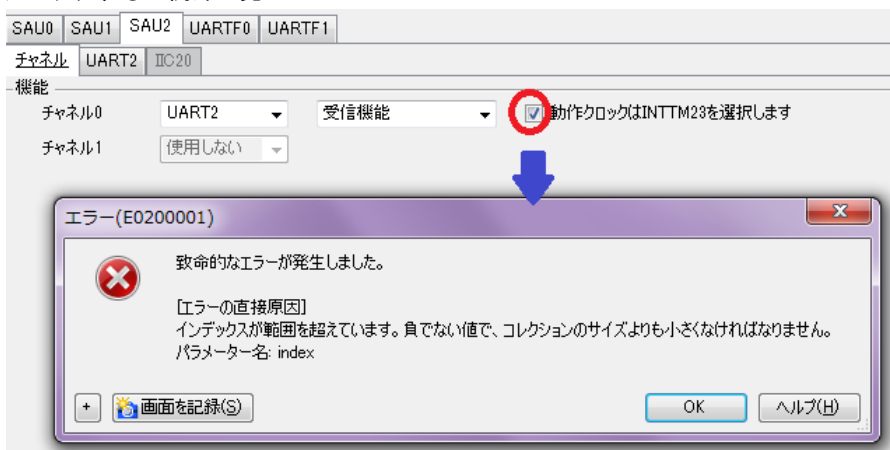 SAU0 SAU1 SAU2 UARTF0 UARTF1
チャネル UART2 IIC20
機能
チャネル0 UART2 受信機能 動作クロックはINTTM23を選択します
チャネル1 使用しない
エラー(E0200001)
致命的なエラーが発生しました。
[エラーの直接原因]
インデックスが範囲を超えています。負でない値で、コレクションのサイズよりも小さくなければなりません。
パラメーター名: index
+ 画面を記録(S) OK ヘルプ(H)